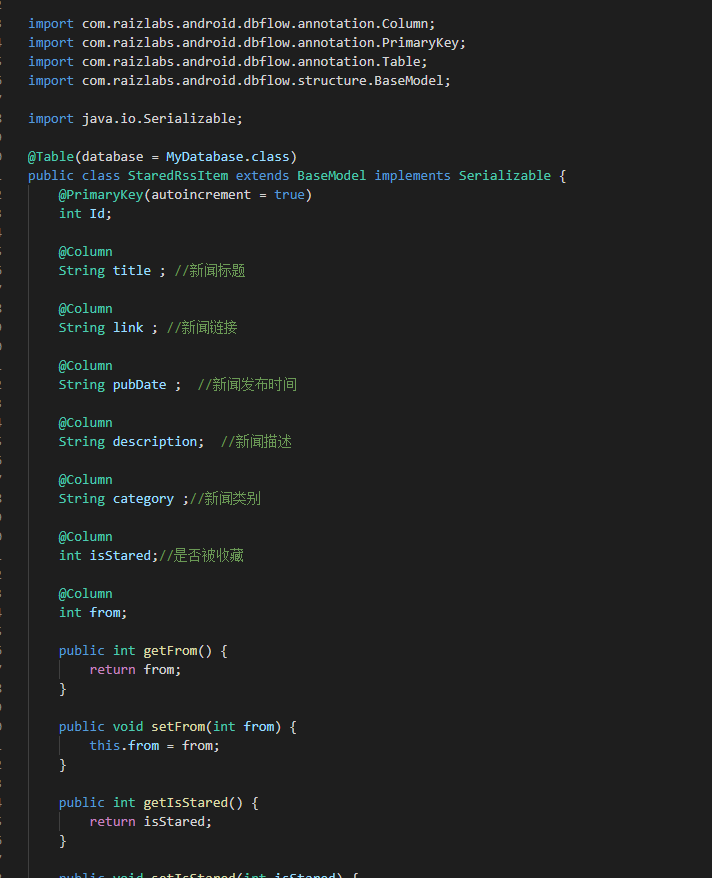 import com.raizlabs.android.dbflow.annotation.Column;
import com.raizlabs.android.dbflow.annotation.PrimaryKey;
import com.raizlabs.android.dbflow.annotation.Table;
import com.raizlabs.android.dbflow.structure.BaseModel;
import java.io.Serializable;
@Table(database = MyDatabase.class)
public class StaredRssItem extends BaseModel implements Serializable {
@PrimaryKey(autoincrement = true)
int Id;
@Column
String title ; //新闻标题
@Column
String link ; //新闻链接
@Column
String pubDate ;  //新闻发布时间
@Column
String description;  //新闻描述
@Column
String category ;//新闻类别
@Column
int isStared;//是否被收藏
@Column
int from;
public int getFrom() {
return from;
}
public void setFrom(int from) {
this.from = from;
}
public int getIsStared() {
return isStared;
}
public void setIsStared(int isStared) {